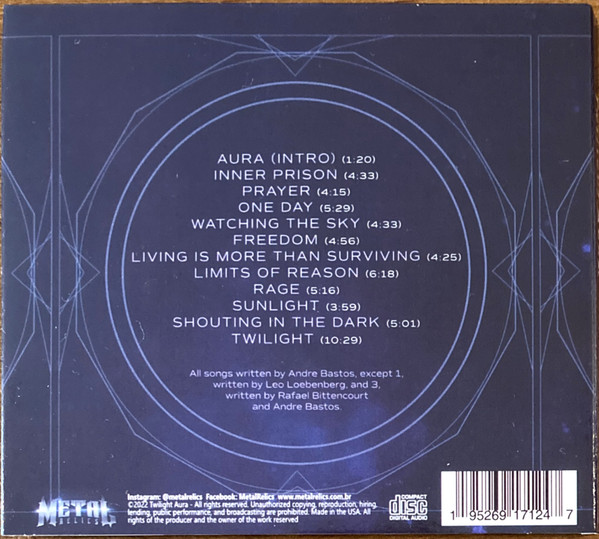 AURA (INTRO) (1:20)
INNER PRISON (4:33)
PRAYER (4:15)
ONE DAY (5:29)
WATCHING THE SKY (4:33)
FREEDOM (4:56)
LIVING IS MORE THAN SURVIVING (4:25)
LIMITS OF REASON (6:18)
RAGE (5:16)
SUNLIGHT (3:59)
SHOUTING IN THE DARK (5:01)
TWILIGHT (10:29)
All songs written by Andre Bastos, except 1,
written by Leo Loebenberg, and 3,
written by Rafael Bittencourt
and Andre Bastos.
METAL
RELICS
Instagram: @metalrelics Facebook: MetalRelics www.metalrelics.com.br
©2022 Twilight Aura - All rights reserved. Unauthorized copying, reproduction, hiring,
lending, public performance, and broadcasting are prohibited. Made in the USA. All
rights of the producer and the owner of the work reserved
COMPACT
disc
DIGITAL AUDIO
1 95269 17124 7